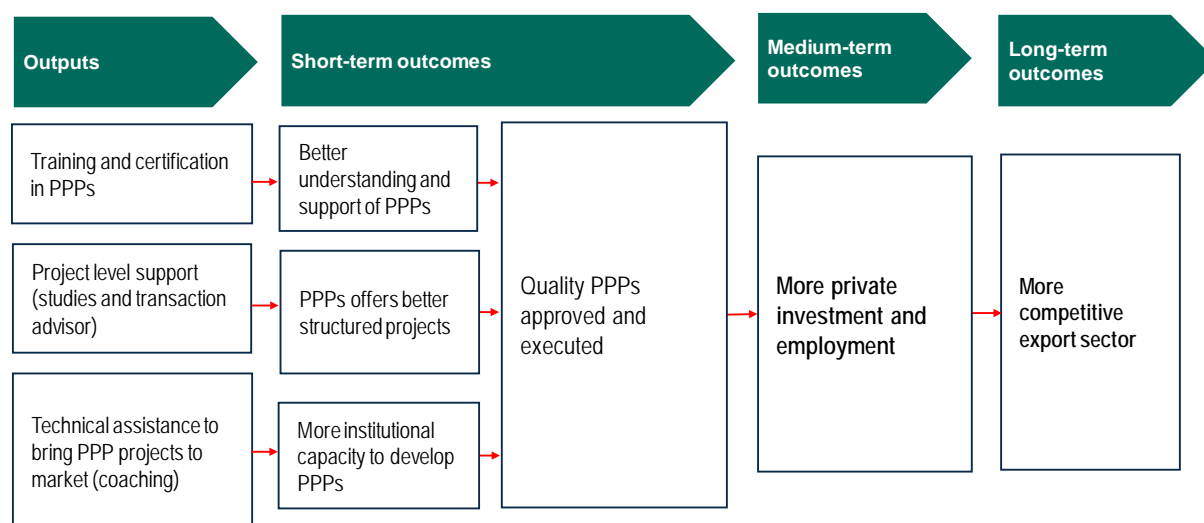 Outputs
Short-term outcomes
Medium-term
outcomes
Long-term
outcomes
Training and certification
in PPPs
Better
understanding and
support of PPPs
Project level support
(studies and transaction
advisor)
PPPs offers better
structured projects
Technical assistance to
bring PPP projects to
market (coaching)
More institutional
capacity to develop
PPPs
Quality PPPs
approved and
executed
More private
investment and
employment
More
competitive
export sector